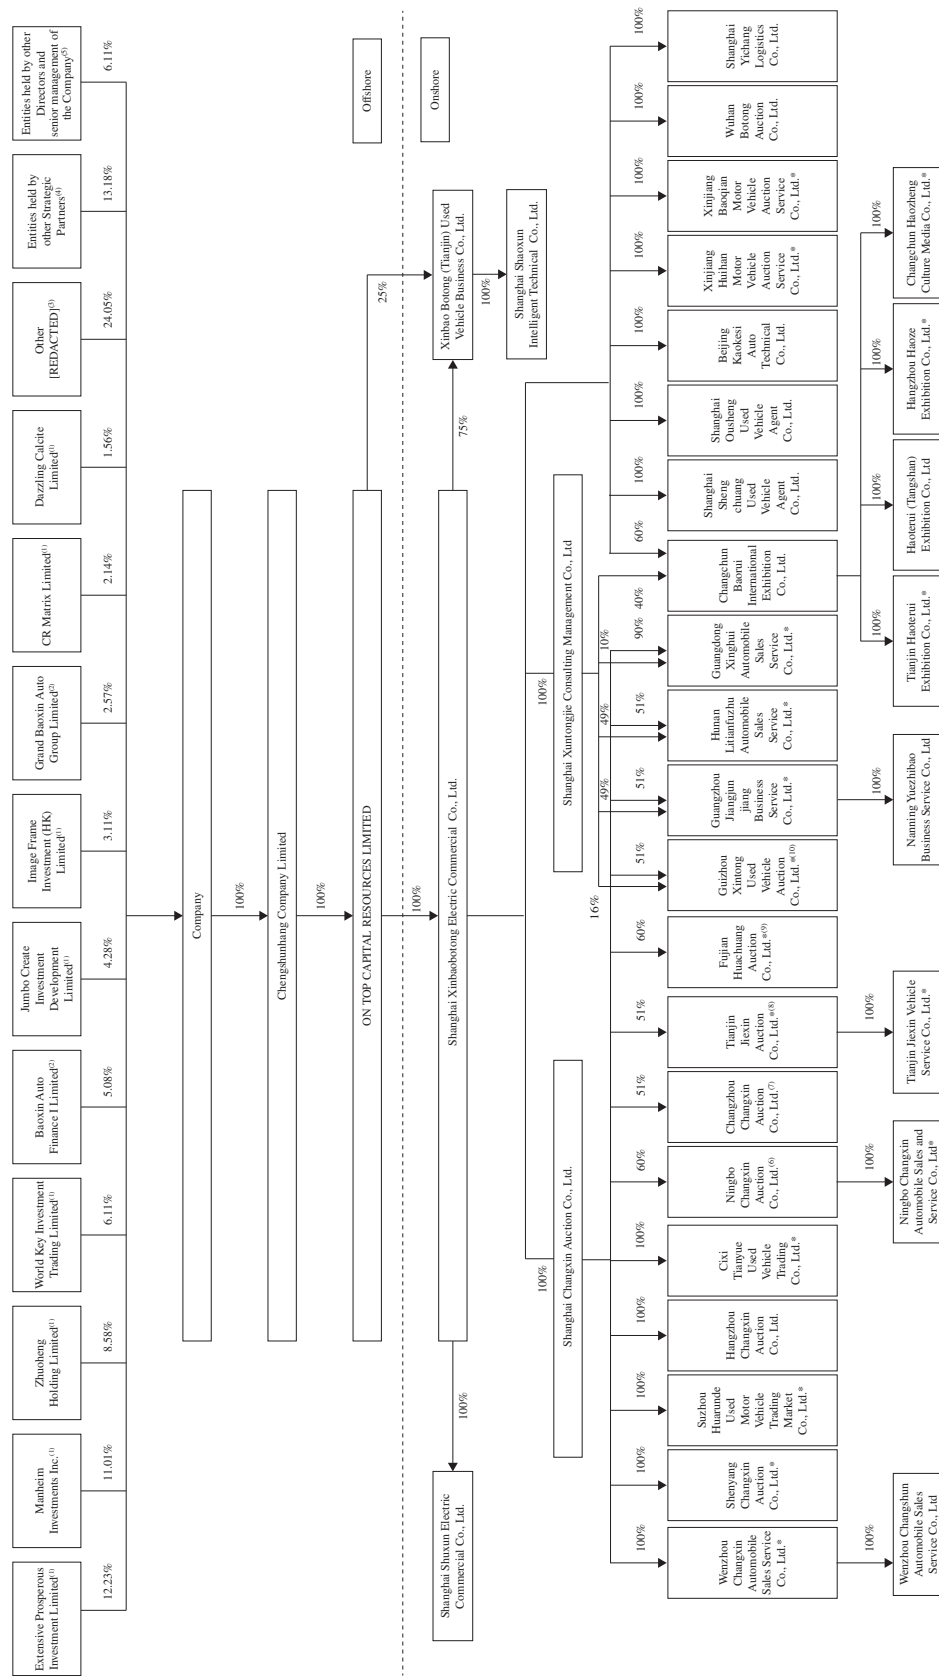 Extensive Prosperous
Investment Limited(1)
12.23%
Manheim
Investments Inc.(1)
11.01%
Zhuoheng
Holding Limited(1)
8.58%
World Key Investment
Trading Limited(1)
6.11%
Baoxin Auto
Finance I Limited(2)
5.08%
Jumbo Create
Investment
Development
Limited(1)
4.28%
Image Frame
Investment (HK)
Limited(1)
3.11%
Grand Baoxin Auto
Group Limited(2)
2.57%
CR Matrix Limited(1)
2.14%
Dazzling Calcite
Limited(1)
1.56%
Other
[REDACTED](3)
24.05%
Entities held by
other Strategic
Partners(4)
13.18%
Entities held by other
Directors and
senior management of
the Company(5)
6.11%
Company
100%
Chengshunhang Company Limited
100%
ON TOP CAPITAL RESOURCES LIMITED
Offshore
100%
25%
Onshore
Shanghai Shuxun Electric
Commercial Co., Ltd.
100%
Shanghai Xinbaobotong Electric Commercial Co., Ltd.
75%
Xinbao Botong (Tianjin) Used
Vehicle Business Co., Ltd.
100%
Shanghai Shaoxun
Intelligent Technical Co., Ltd.
100%
100%
Shanghai Changxin Auction Co., Ltd.
Shanghai Xuntongjie Consulting Management Co., Ltd
16%
49%
49%
10%
100%
100%
100%
100%
100%
60%
51%
51%
60%
51%
51%
51%
90%
40%
60%
100%
100%
100%
100%
100%
100%
100%
Wenzhou
Changxin
Automobile
Sales Service
Co., Ltd.*
Shenyang
Changxin
Auction
Co., Ltd.*
Suzhou
Huarunde
Used
Motor
Vehicle
Trading
Market
Co., Ltd.*
Hangzhou
Changxin
Auction
Co., Ltd.
Cixi
Tianyue
Used
Vehicle
Trading
Co., Ltd.*
Ningbo
Changxin
Auction
Co., Ltd.(6)
Changzhou
Changxin
Auction
Co., Ltd.(7)
Tianjin
Jiexin
Auction
Co., Ltd.*(8)
Fujian
Huachuang
Auction
Co., Ltd.*(9)
Guizhou
Xintong
Used
Vehicle
Auction
Co., Ltd.*(10)
Guangzhou
Jiangjun
jiang
Business
Service
Co., Ltd.*
Hunan
Litianfuzhu
Automobile
Sales
Service
Co., Ltd.*
Guangdong
Xinghui
Automobile
Sales
Service
Co., Ltd.*
Changchun
Baorui
International
Exhibition
Co., Ltd.
Shanghai
Sheng
chuang
Used
Vehicle
Agent
Co., Ltd.
Shanghai
Ousheng
Used
Vehicle
Agent
Co., Ltd.
Beijing
Kaokesi
Auto
Technical
Co., Ltd.
Xinjiang
Huihan
Motor
Vehicle
Auction
Service
Co., Ltd.*
Xinjiang
Baoqian
Motor
Vehicle
Auction
Service
Co., Ltd.*
Wuhan
Botong
Auction
Co., Ltd.
Shanghai
Yichang
Logistics
Co., Ltd.
100%
100%
100%
100%
100%
100%
100%
100%
Wenzhou Changshun
Automobile Sales
Service Co., Ltd
Ningbo Changxin
Automobile Sales and
Service Co., Ltd*
Tianjin Jiexin Vehicle
Service Co., Ltd.*
Nanning Yuezhibao
Business Service Co., Ltd
Tianjin Haoterui
Exhibition Co., Ltd.*
Haoterui (Tangshan)
Exhibition Co., Ltd
Hangzhou Haoze
Exhibition Co., Ltd.*
Changchun Haozheng
Culture Media Co., Ltd.*